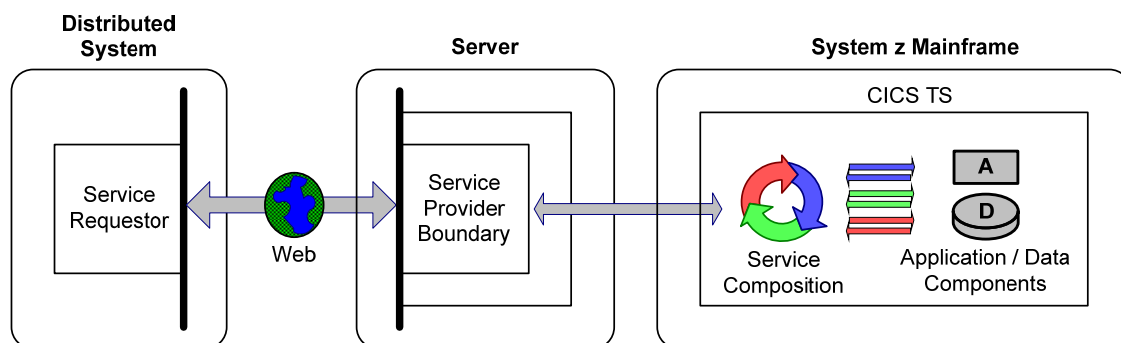 Distributed
System
Server
System z Mainframe
CICS TS
Service
Requestor
Web
Service
Provider
Boundary
Service
Composition
A
D
Application / Data
Components